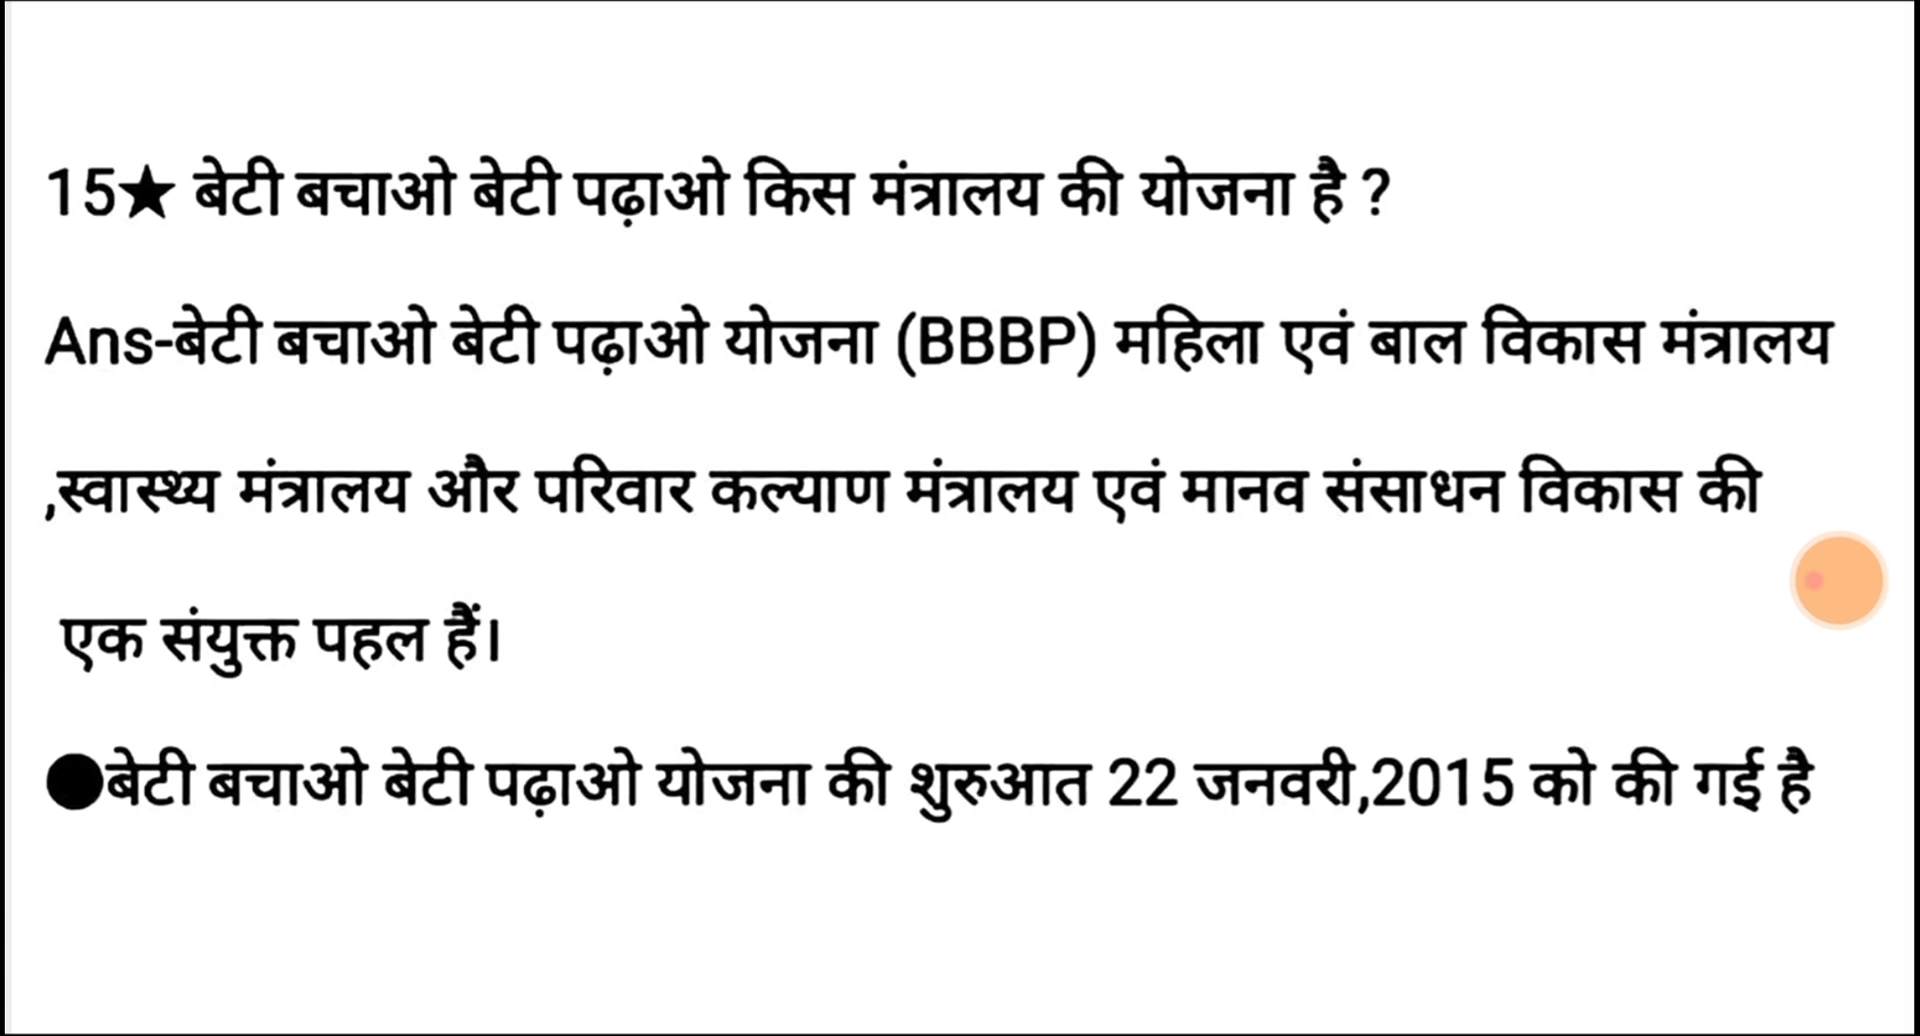 15★ बेटी बचाओ बेटी पढ़ाओ किस मंत्रालय की योजना है ?
Ans-बेटी बचाओ बेटी पढ़ाओ योजना (BBBP) महिला एवं बाल विकास मंत्रालय
,स्वास्थ्य मंत्रालय और परिवार कल्याण मंत्रालय एवं मानव संसाधन विकास की
एक संयुक्त पहल हैं।
●बेटी बचाओ बेटी पढ़ाओ योजना की शुरुआत 22 जनवरी,2015 को की गई है